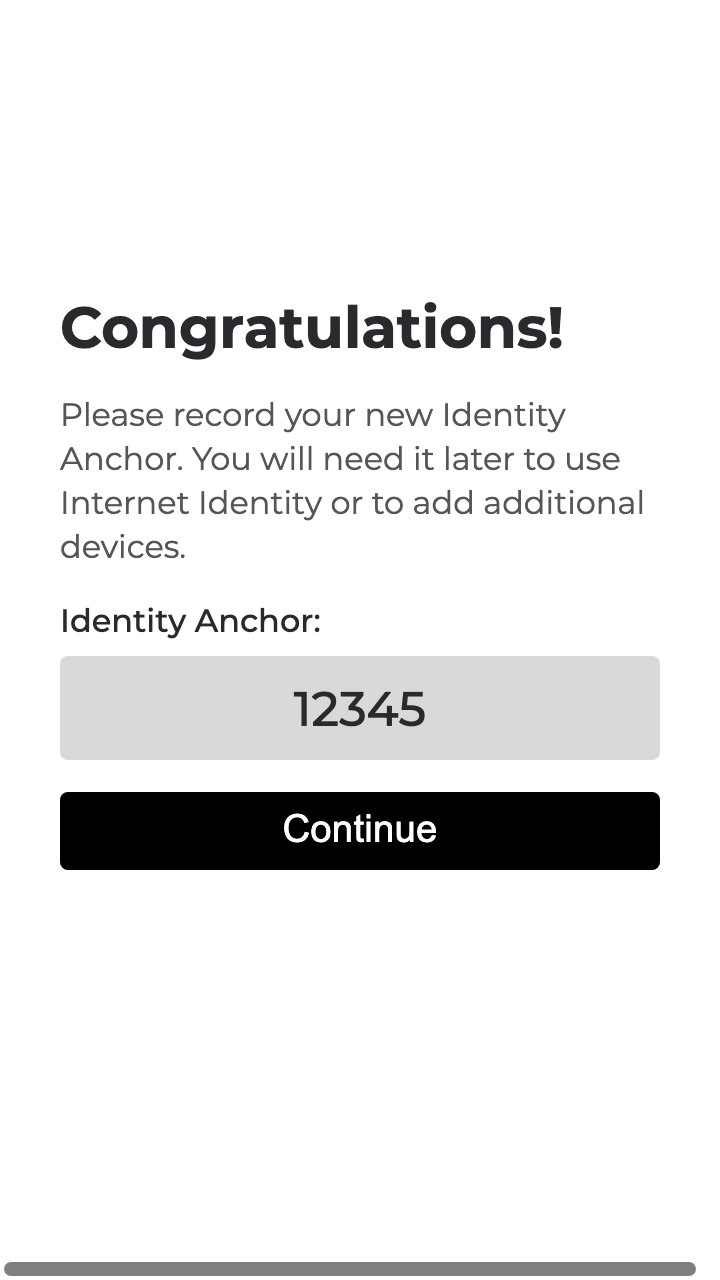 Congratulations!
Please record your new Identity
Anchor. You will need it later to use
Internet Identity or to add additional
devices.
Identity Anchor:
12345
Continue